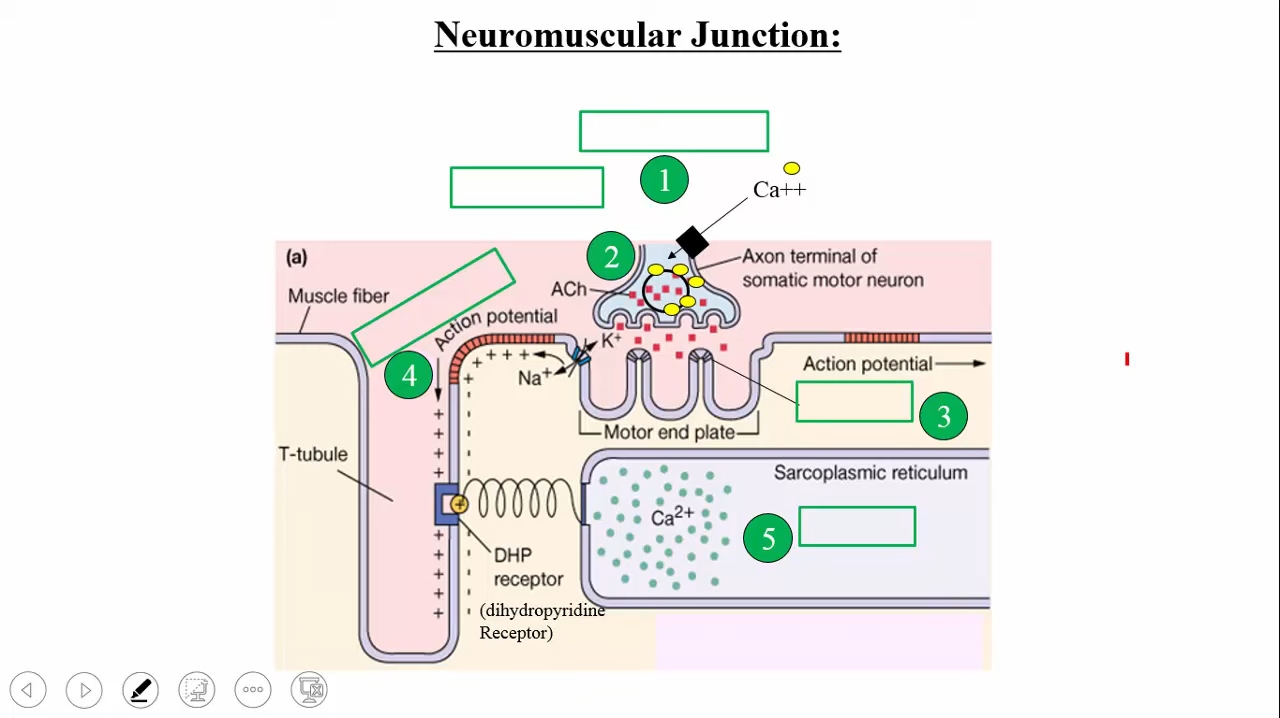 Neuromuscular Junction:
1
Ca++
2
(a)
Axon terminal of
somatic motor neuron
ACh
Muscle fiber
Action potential
K+
Na+
4
+ + + +
Action potential
3
Motor end plate
T-tubule
Sarcoplasmic reticulum
Ca2+
5
DHP
receptor
(dihydropyridine
Receptor)